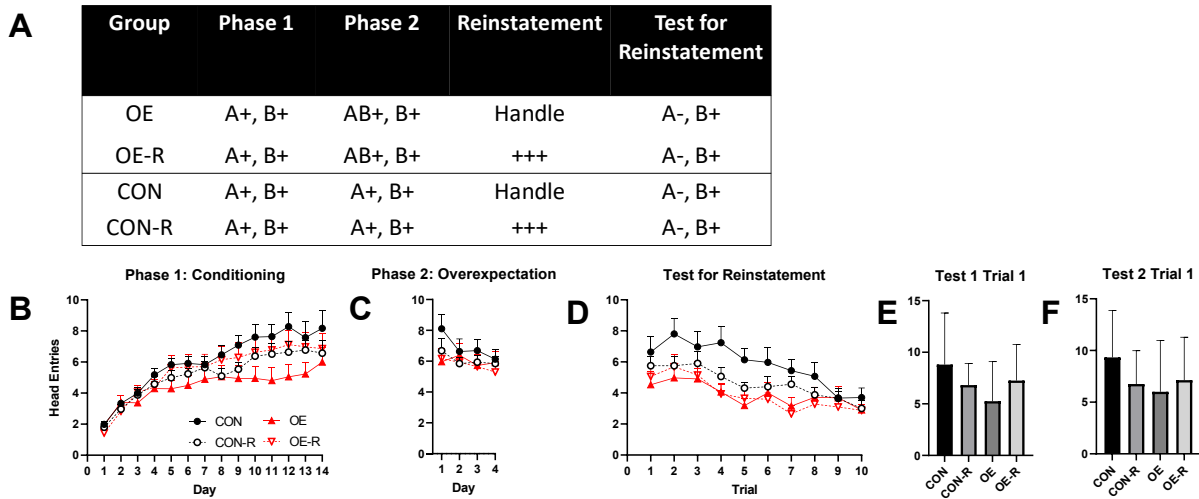 A
Group Phase 1 Phase 2 Reinstatement Test for
Reinstatement
OE A+, B+ AB+, B+ Handle A-, B+
OE-R A+, B+ AB+, B+ +++ A-, B+
CON A+, B+ A+, B+ Handle A-, B+
CON-R A+, B+ A+, B+ +++ A-, B+
B
Phase 1: Conditioning
Head Entries
10
8
6
4
2
0
0 1 2 3 4 5 6 7 8 9 10 11 12 13 14
Day
CON OE
CON-R OE-R
C
Phase 2: Overexpectation
10
8
6
4
2
0
0 1 2 3 4
Day
D
Test for Reinstatement
10
8
6
4
2
0
0 1 2 3 4 5 6 7 8 9 10
Trial
E
Test 1 Trial 1
15
10
5
0
CON CON-R OE OE-R
F
Test 2 Trial 1
15
10
5
0
CON CON-R OE OE-R